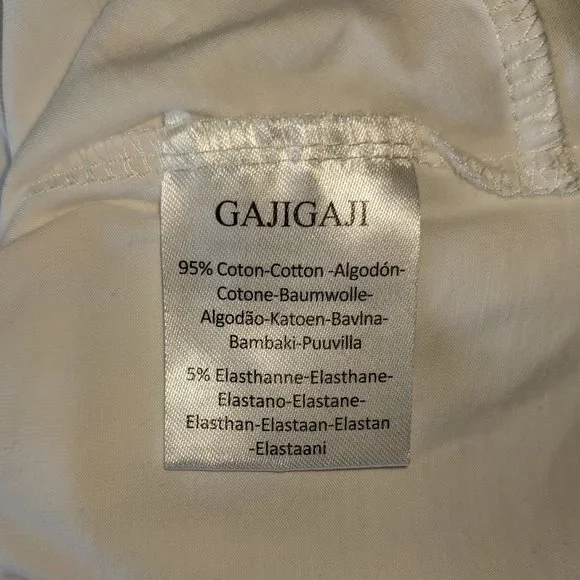 GAJIGAJI
95% Coton-Cotton -Algodón-
Cotone-Baumwolle-
Algodão-Katoen-Bavlna-
Bambaki-Puuvilla
5% Elasthanne-Elasthane-
Elastano-Elastane-
Elasthan-Elastaan-Elastan
-Elastaani